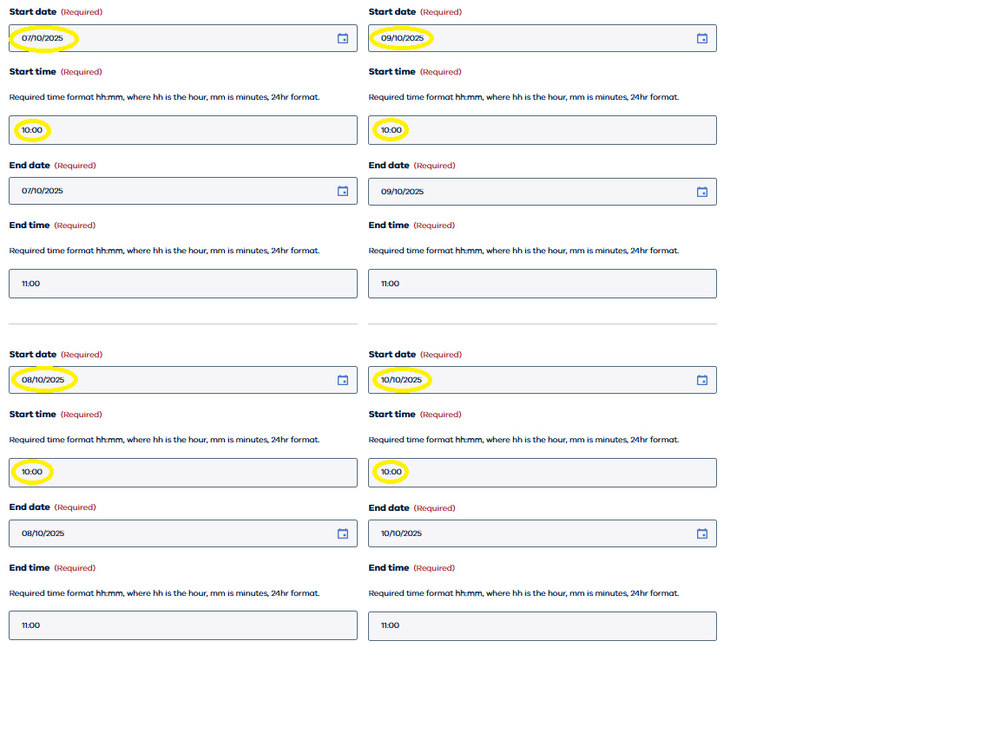 Start date (Required)
07/10/2025
Start time (Required)
Required time format hh:mm, where hh is the hour, mm is minutes, 24hr format.
10:00
End date (Required)
07/10/2025
End time (Required)
Required time format hh:mm, where hh is the hour, mm is minutes, 24hr format.
11:00
Start date (Required)
08/10/2025
Start time (Required)
Required time format hh:mm, where hh is the hour, mm is minutes, 24hr format.
10:00
End date (Required)
08/10/2025
End time (Required)
Required time format hh:mm, where hh is the hour, mm is minutes, 24hr format.
11:00
Start date (Required)
09/10/2025
Start time (Required)
Required time format hh:mm, where hh is the hour, mm is minutes, 24hr format.
10:00
End date (Required)
09/10/2025
End time (Required)
Required time format hh:mm, where hh is the hour, mm is minutes, 24hr format.
11:00
Start date (Required)
10/10/2025
Start time (Required)
Required time format hh:mm, where hh is the hour, mm is minutes, 24hr format.
10:00
End date (Required)
10/10/2025
End time (Required)
Required time format hh:mm, where hh is the hour, mm is minutes, 24hr format.
11:00